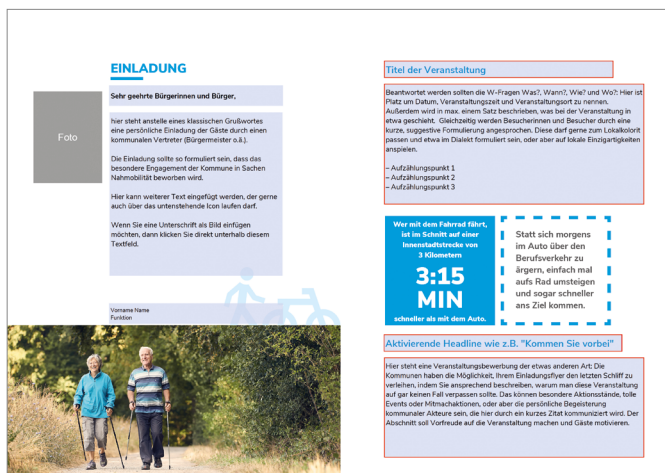 EINLADUNG
Foto
Sehr geehrte Bürgerinnen und Bürger,
hier steht anstelle eines klassischen Grußwortes
eine persönliche Einladung der Gäste durch einen
kommunalen Vertreter (Bürgermeister o.ä.).
Die Einladung sollte so formuliert sein, dass das
besondere Engagement der Kommune in Sachen
Nahmobilität beworben wird.
Hier kann weiterer Text eingefügt werden, der gerne
auch über das untenstehende Icon laufen darf.
Wenn Sie eine Unterschrift als Bild einfügen
möchten, dann klicken Sie direkt unterhalb diesem
Textfeld.
Vorname Name
Funktion
Titel der Veranstaltung
Beantwortet werden sollten die W-Fragen Was?, Wann?, Wie? und Wo?: Hier ist
Platz um Datum, Veranstaltungszeit und Veranstaltungsort zu nennen.
Außerdem wird in max. einem Satz beschrieben, was bei der Veranstaltung in
etwa geschieht. Gleichzeitig werden Besucherinnen und Besucher durch eine
kurze, suggestive Formulierung angesprochen. Diese darf gerne zum Lokalkolorit
passen und etwa im Dialekt formuliert sein, oder aber auf lokale Einzigartigkeiten
anspielen.
– Aufzählungspunkt 1
– Aufzählungspunkt 2
– Aufzählungspunkt 3
Wer mit dem Fahrrad fährt,
ist im Schnitt auf einer
Innenstadtstrecke von
3 Kilometern
3:15
MIN
schneller als mit dem Auto.
Statt sich morgens
im Auto über den
Berufsverkehr zu
ärgern, einfach mal
aufs Rad umsteigen
und sogar schneller
ans Ziel kommen.
Aktivierende Headline wie z.B. "Kommen Sie vorbei"
Hier steht eine Veranstaltungsbewerbung der etwas anderen Art: Die
Kommunen haben die Möglichkeit, Ihrem Einladungsflyer den letzten Schliff zu
verleihen, indem Sie ansprechend beschreiben, warum man diese Veranstaltung
auf gar keinen Fall verpassen sollte. Das können besondere Aktionsstände, tolle
Events oder Mitmachaktionen, oder aber die persönliche Begeisterung
kommunaler Akteure sein, die hier durch ein kurzes Zitat kommuniziert wird. Der
Abschnitt soll Vorfreude auf die Veranstaltung machen und Gäste motivieren.